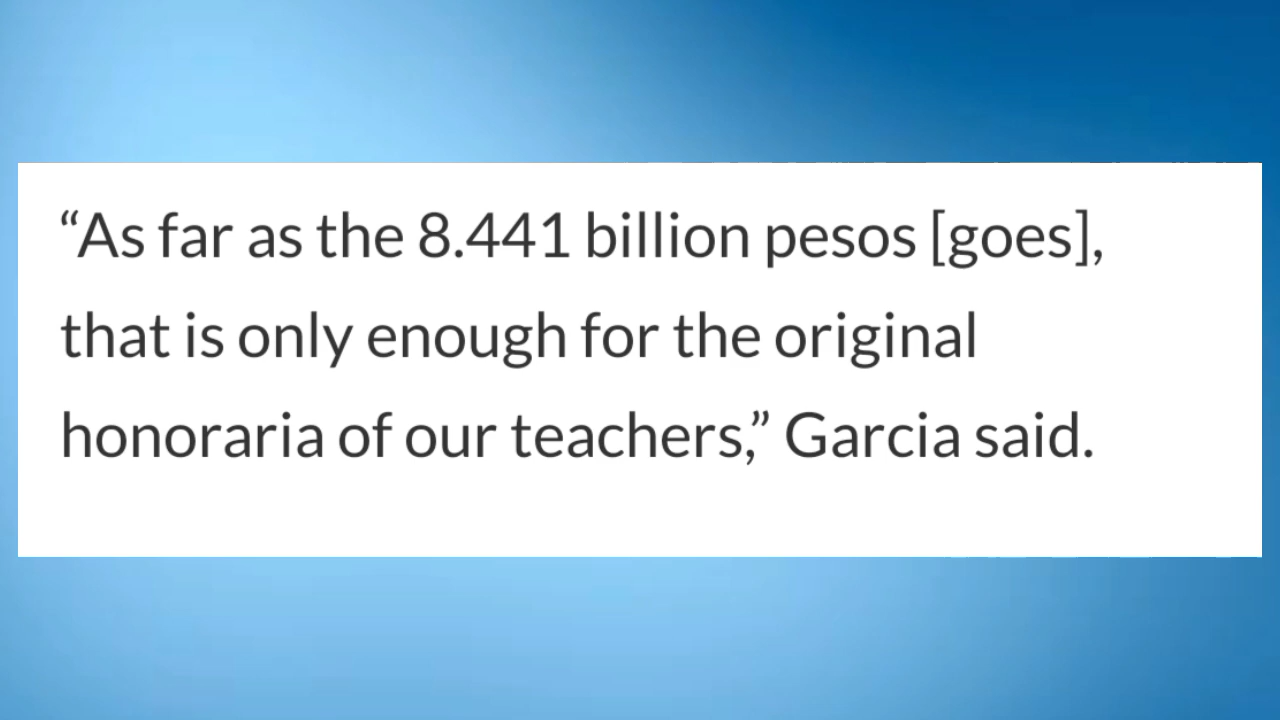 “As far as the 8.441 billion pesos [goes],
that is only enough for the original
honoraria of our teachers,” Garcia said.